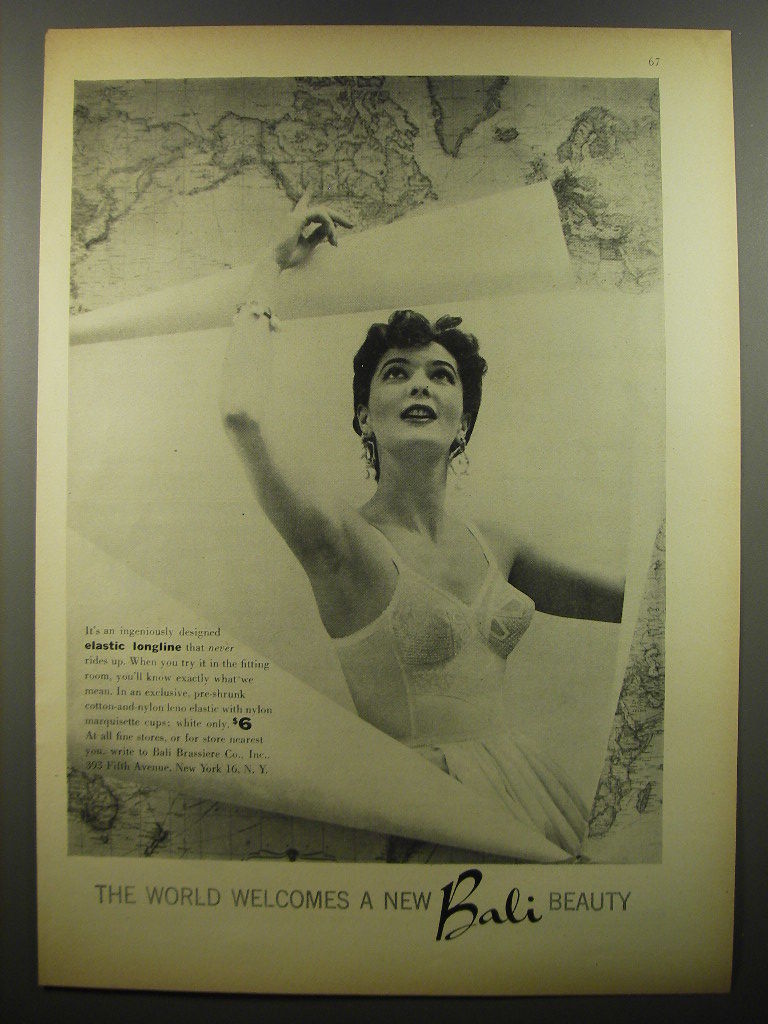 67
It's an ingeniously designed
elastic longline that never
rides up. When you try it in the fitting
room, you'll know exactly what we
mean. In an exclusive, pre-shrunk
cotton-and-nylon leno elastic with nylon
marquisette cups; white only, $6
At all fine stores, or for store nearest
you, write to Bali Brassiere Co., Inc.,
393 Fifth Avenue, New York 16, N. Y.
THE WORLD WELCOMES A NEW Bali BEAUTY